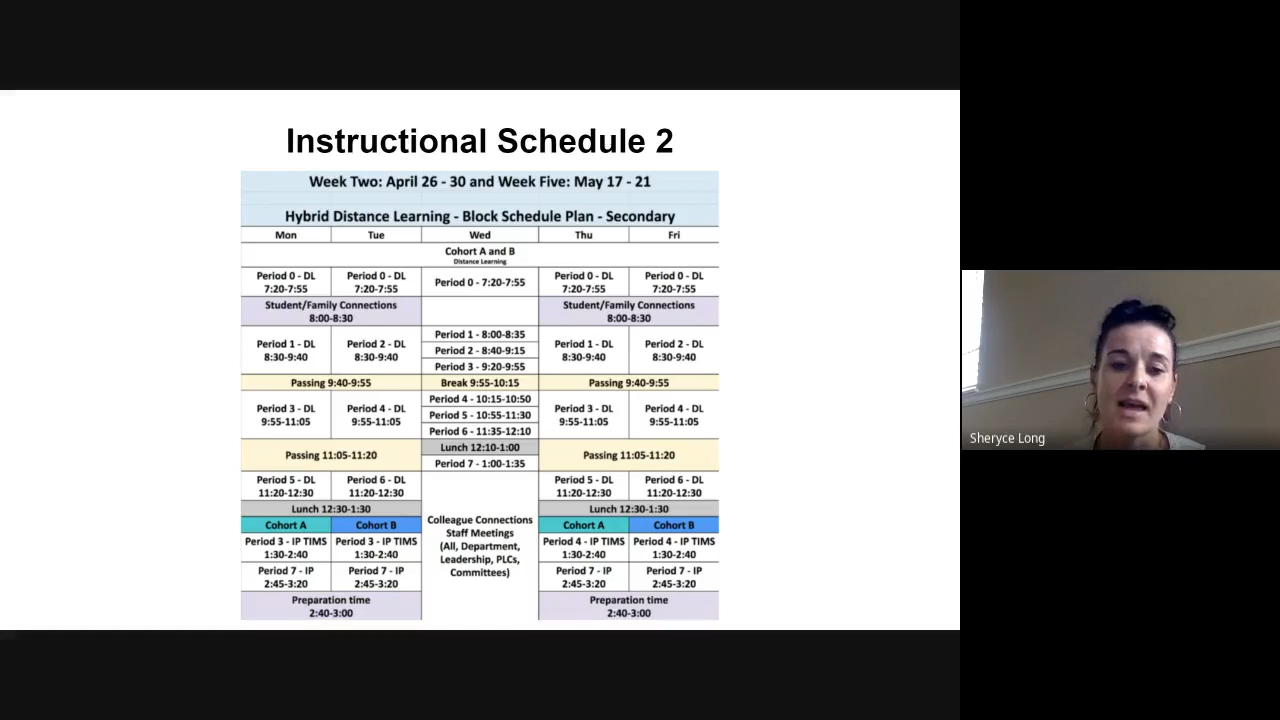 Instructional Schedule 2
Week Two: April 26 - 30 and Week Five: May 17 - 21
Hybrid Distance Learning - Block Schedule Plan - Secondary
Mon Tue Wed Thu Fri
Cohort A and B
Distance Learning
Period 0 - DL
7:20-7:55
Period 0 - DL
7:20-7:55
Period 0 - 7:20-7:55
Period 0 - DL
7:20-7:55
Period 0 - DL
7:20-7:55
Student/Family Connections
8:00-8:30
Student/Family Connections
8:00-8:30
Period 1 - DL
8:30-9:40
Period 2 - DL
8:30-9:40
Period 1 - 8:00-8:35
Period 2 - 8:40-9:15
Period 3 - 9:20-9:55
Period 1 - DL
8:30-9:40
Period 2 - DL
8:30-9:40
Passing 9:40-9:55
Break 9:55-10:15
Passing 9:40-9:55
Period 3 - DL
9:55-11:05
Period 4 - DL
9:55-11:05
Period 4 - 10:15-10:50
Period 5 - 10:55-11:30
Period 6 - 11:35-12:10
Period 3 - DL
9:55-11:05
Period 4 - DL
9:55-11:05
Passing 11:05-11:20
Lunch 12:10-1:00
Period 7 - 1:00-1:35
Passing 11:05-11:20
Period 5 - DL
11:20-12:30
Period 6 - DL
11:20-12:30
Period 5 - DL
11:20-12:30
Period 6 - DL
11:20-12:30
Lunch 12:30-1:30
Lunch 12:30-1:30
Cohort A
Cohort B
Colleague Connections
Staff Meetings
(All, Department,
Leadership, PLCs,
Committees)
Cohort A
Cohort B
Period 3 - IP TIMS
1:30-2:40
Period 3 - IP TIMS
1:30-2:40
Period 4 - IP TIMS
1:30-2:40
Period 4 - IP TIMS
1:30-2:40
Period 7 - IP
2:45-3:20
Period 7 - IP
2:45-3:20
Period 7 - IP
2:45-3:20
Period 7 - IP
2:45-3:20
Preparation time
2:40-3:00
Preparation time
2:40-3:00
Sheryce Long